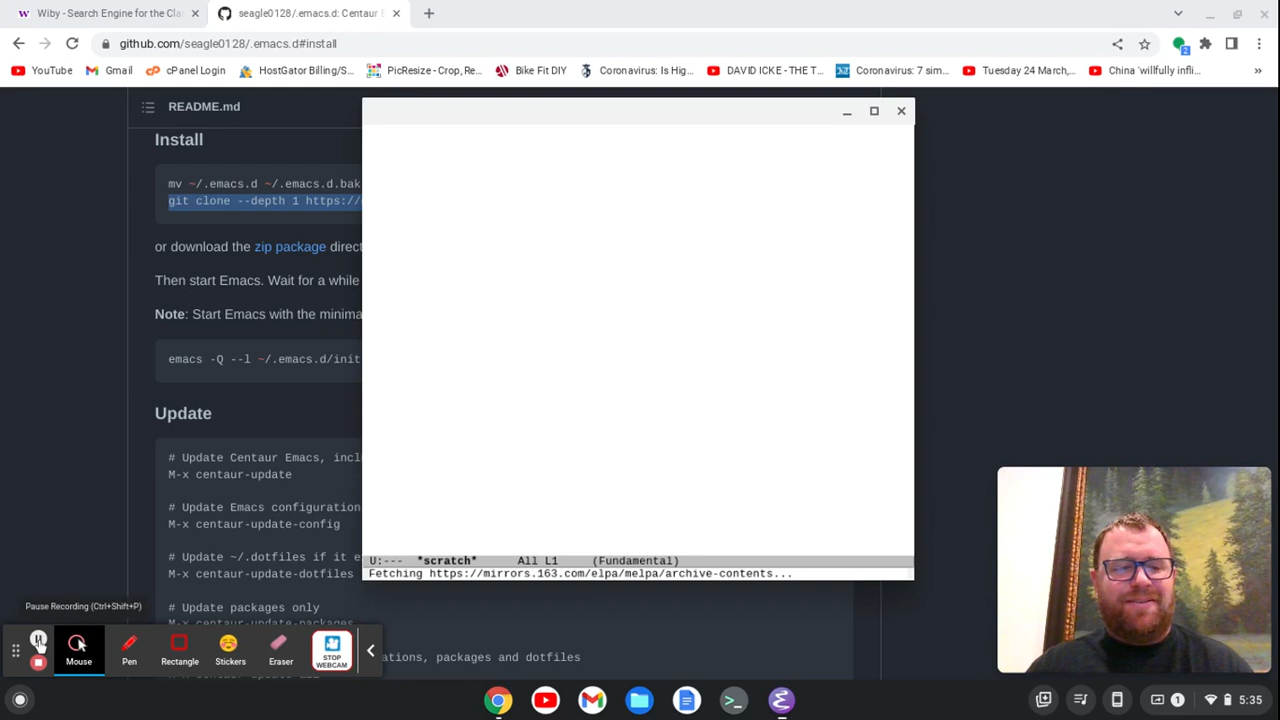 Wiby - Search Engine for the Cla
seagle0128/.emacs.d: Centaur E
github.com/seagle0128/.emacs.d#install
2
YouTube
Gmail
cPanel Login
HostGator Billing/S...
PicResize - Crop, Re...
Bike Fit DIY
Coronavirus: Is Hig...
DAVID ICKE - THE T...
Coronavirus: 7 sim...
Tuesday 24 March,...
China 'willfully infli...
»
README.md
Install
mv ~/.emacs.d ~/.emacs.d.bak
git clone --depth 1 https://
or download the zip package direct
Then start Emacs. Wait for a while
Note: Start Emacs with the minima
emacs -Q --l ~/.emacs.d/init
Update
# Update Centaur Emacs, incl
M-x centaur-update
# Update Emacs configuration
M-x centaur-update-config
# Update ~/.dotfiles if it e
M-x centaur-update-dotfiles
# Update packages only
M-x centaur-update-packages
ations, packages and dotfiles
U:--- *scratch* All L1 (Fundamental)
Fetching https://mirrors.163.com/elpa/melpa/archive-contents...
Pause Recording (Ctrl+Shift+P)
Mouse
Pen
Rectangle
Stickers
Eraser
STOP
WEBCAM
1
5:35